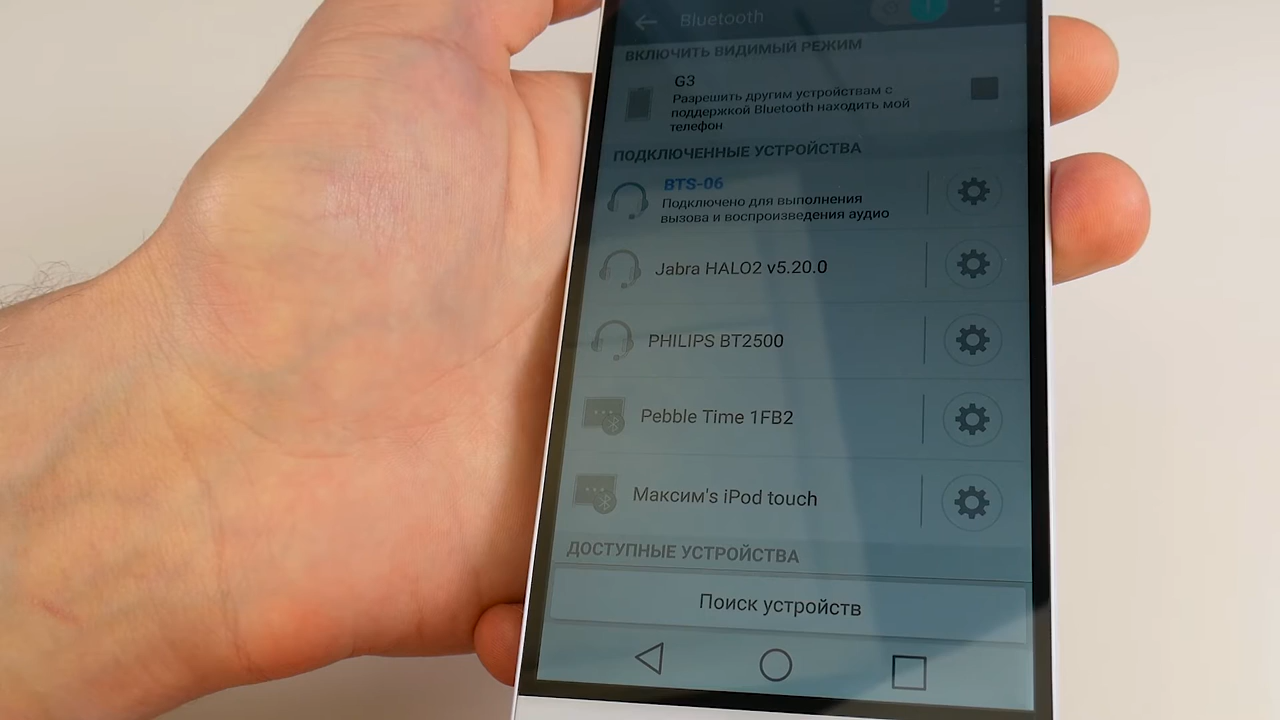 Bluetooth
ВКЛЮЧИТЬ ВИДИМЫЙ РЕЖИМ
G3
Разрешить другим устройствам с
поддержкой Bluetooth находить мой
телефон
ПОДКЛЮЧЕННЫЕ УСТРОЙСТВА
BTS-06
Подключено для выполнения
вызова и воспроизведения аудио
Jabra HALO2 v5.20.0
PHILIPS BT2500
Pebble Time 1FB2
Максим's iPod touch
ДОСТУПНЫЕ УСТРОЙСТВА
Поиск устройств